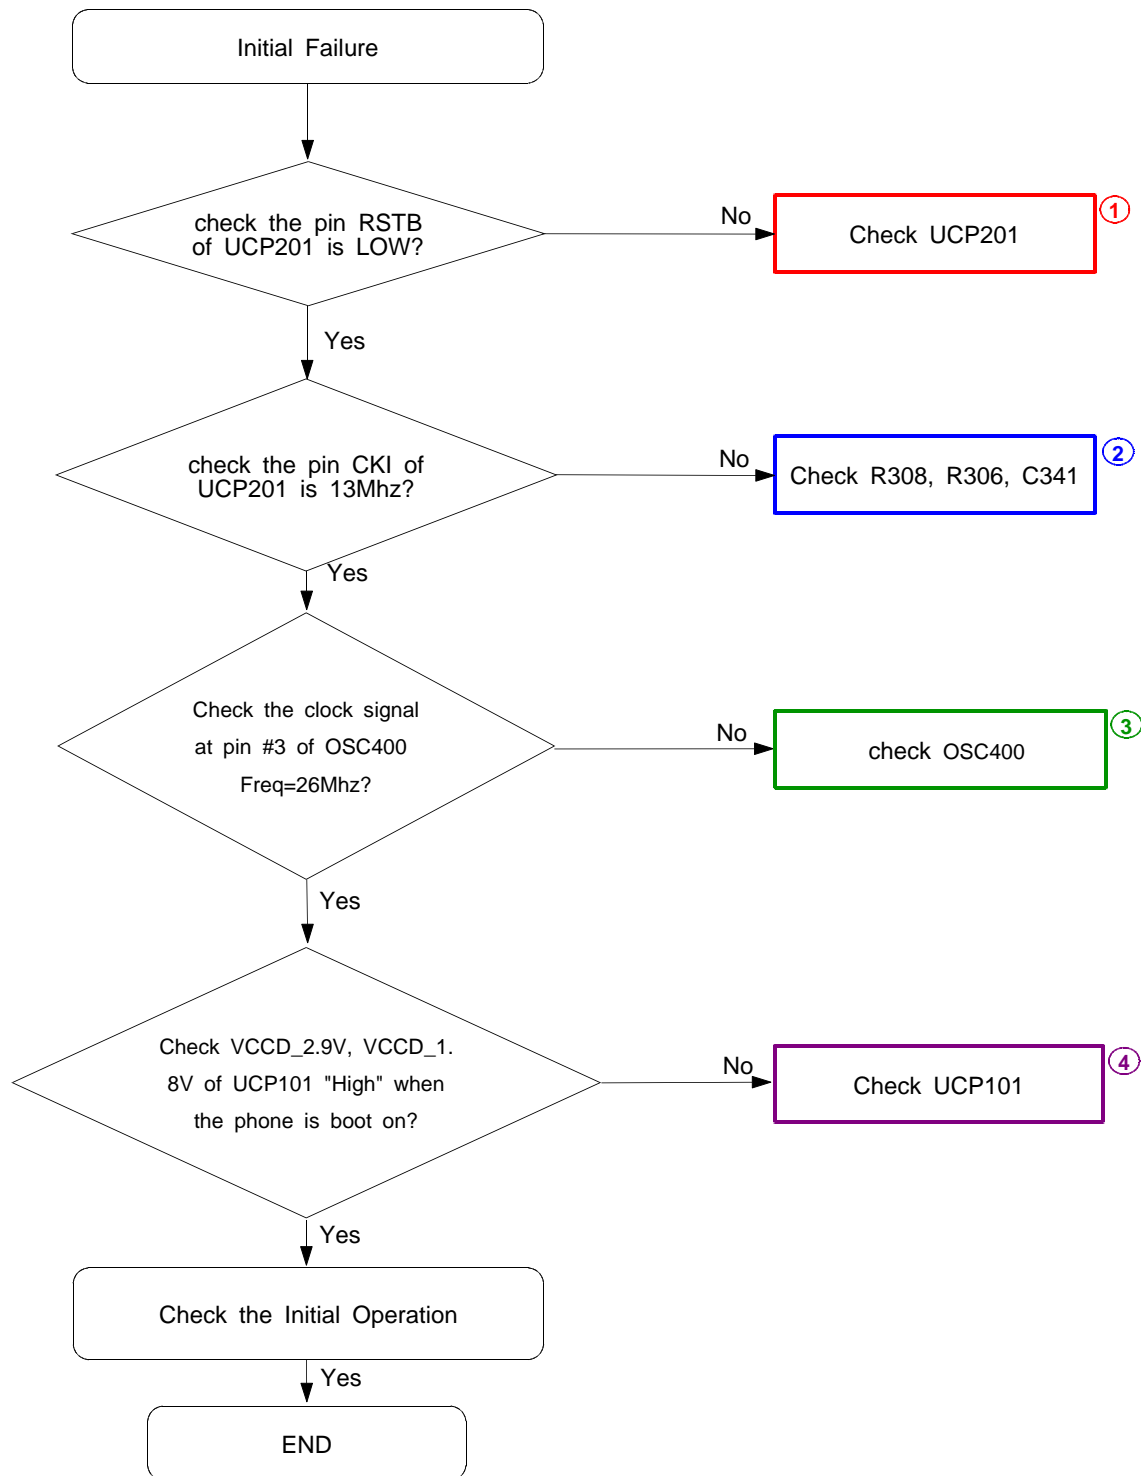 Initial Failure
check the pin RSTB
of UCP201 is LOW?
No
Check UCP201
1
Yes
check the pin CKI of
UCP201 is 13Mhz?
No
Check R308, R306, C341
2
Yes
Check the clock signal
at pin #3 of OSC400
Freq=26Mhz?
No
check OSC400
3
Yes
Check VCCD_2.9V, VCCD_1.
8V of UCP101 "High" when
the phone is boot on?
No
Check UCP101
4
Yes
Check the Initial Operation
Yes
END